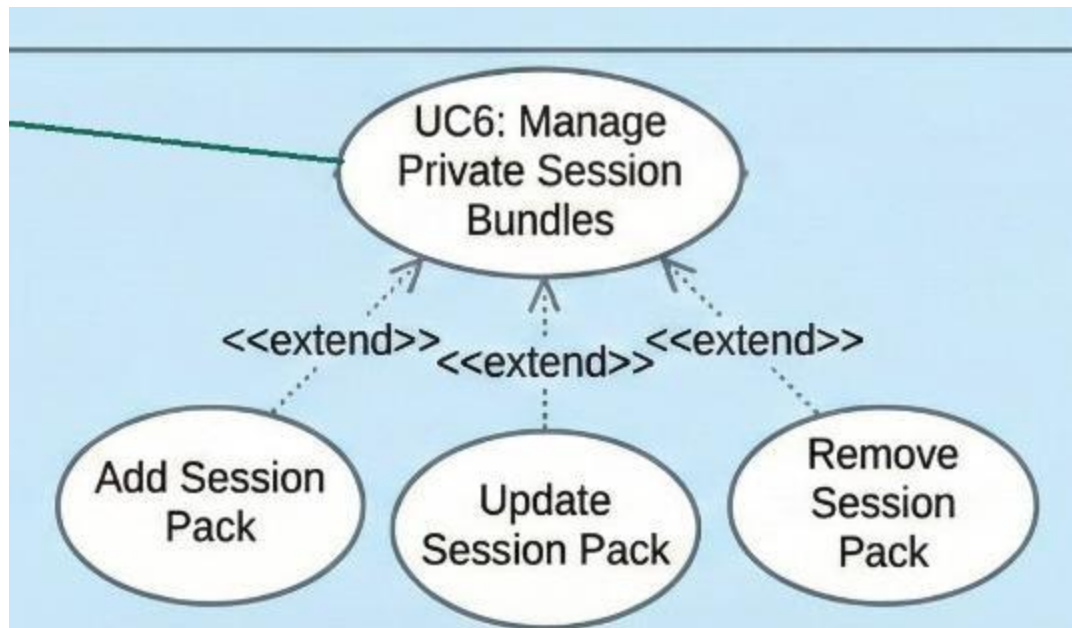 UC6: Manage
Private Session
Bundles
<<extend>>
<<extend>>
<<extend>>
Add Session
Pack
Update
Session Pack
Remove
Session
Pack